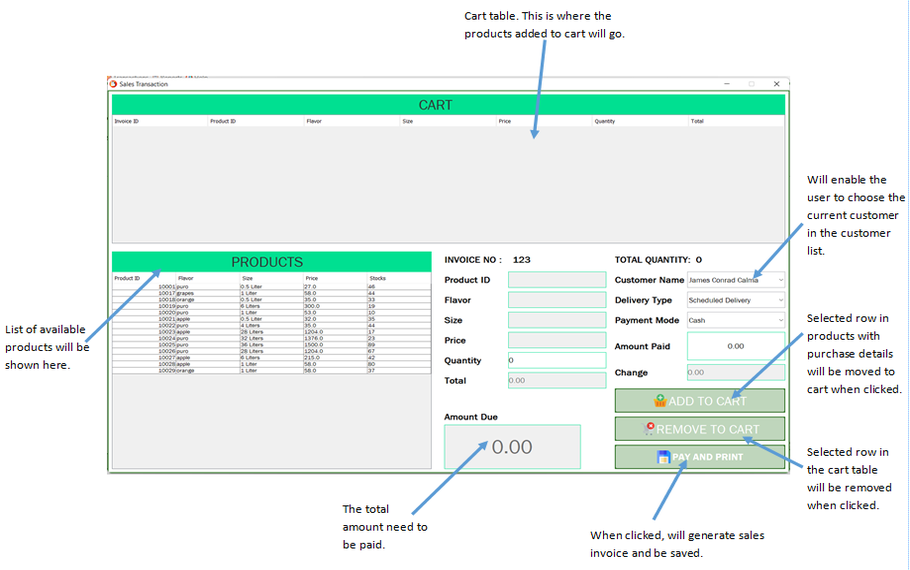 Cart table. This is where the
products added to cart will go.
Sales Transaction
CART
Invoice ID Product ID Flavor Size Price Quantity Total
Will enable the
user to choose the
current customer
in the customer
list.
PRODUCTS
Product ID Flavor Size Price Stocks
10001 puro 0.5 Liter 27.0 46
10017 grapes 1 Liter 58.0 44
10018 orange 0.5 Liter 35.0 33
10019 puro 6 Liters 300.0 19
10020 puro 1 Liter 53.0 10
10021 apple 0.5 Liter 32.0 35
10022 puro 4 Liters 35.0 44
10023 apple 28 Liters 1204.0 17
10024 puro 32 Liters 1376.0 23
10025 puro 36 Liters 1500.0 89
10026 puro 28 Liters 1204.0 67
10027 apple 6 Liters 215.0 42
10028 apple 1 Liter 58.0 80
10029 orange 1 Liter 58.0 37
INVOICE NO : 123
Product ID
Flavor
Size
Price
Quantity 0
Total 0.00
Amount Due
0.00
TOTAL QUANTITY: 0
Customer Name James Conrad Calma
Delivery Type Scheduled Delivery
Payment Mode Cash
Amount Paid 0.00
Change 0.00
ADD TO CART
REMOVE TO CART
PAY AND PRINT
List of available
products will be
shown here.
Selected row in
products with
purchase details
will be moved to
cart when clicked.
Selected row in
the cart table
will be removed
when clicked.
The total
amount need to
be paid.
When clicked, will generate sales
invoice and be saved.